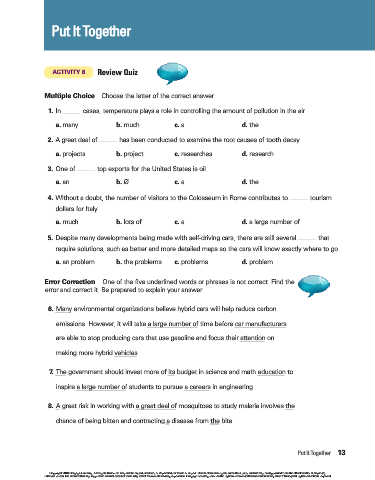 Put It Together
ACTIVITY 8 Review Quiz
Multiple Choice Choose the letter of the correct answer
1. In ______ cases, temperature plays a role in controlling the amount of pollution in the air
a. many b. much c. a d. the
2. A great deal of ______ has been conducted to examine the root causes of tooth decay
a. projects b. project c. researches d. research
3. One of ______ top exports for the United States is oil
a. an b. Ø c. a d. the
4. Without a doubt, the number of visitors to the Colosseum in Rome contributes to ______ tourism
dollars for Italy
a. much b. lots of c. a d. a large number of
5. Despite many developments being made with self-driving cars, there are still several ______ that
require solutions, such as better and more detailed maps so the cars will know exactly where to go
a. an problem b. the problems c. problems d. problem
Error Correction One of the five underlined words or phrases is not correct Find the
error and correct it Be prepared to explain your answer
6. Many environmental organizations believe hybrid cars will help reduce carbon
emissions However, it will take a large number of time before car manufacturers
are able to stop producing cars that use gasoline and focus their attention on
making more hybrid vehicles
7. The government should invest more of its budget in science and math education to
inspire a large number of students to pursue a careers in engineering
8. A great risk in working with a great deal of mosquitoes to study malaria involves the
chance of being bitten and contracting a disease from the bite
Put It Together 13